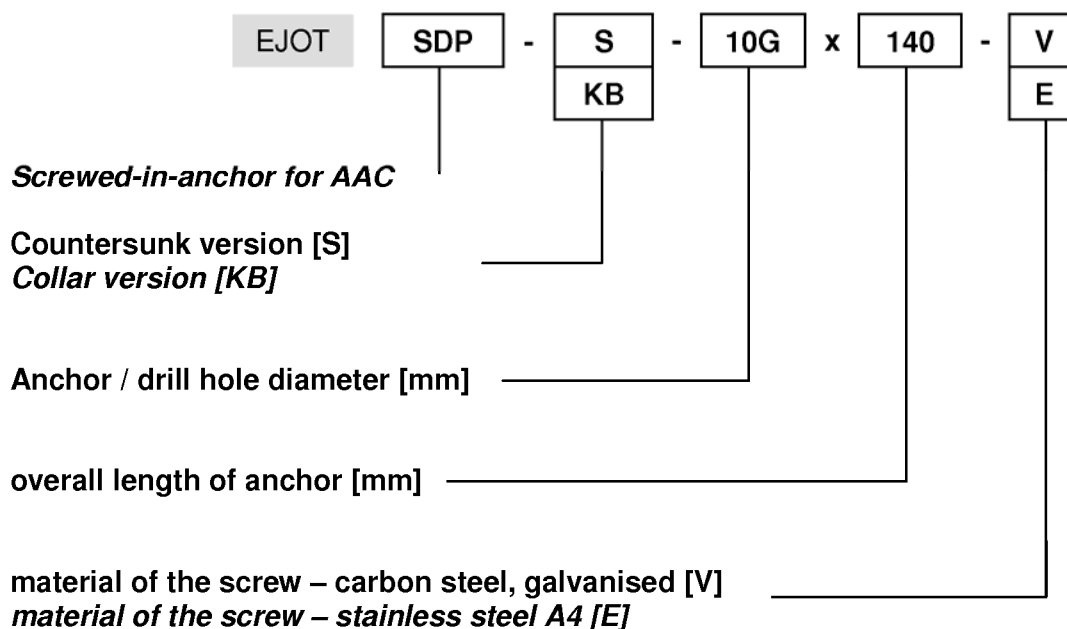 EJOT SDP - S - 10G x 140 - V
KB E
Screwed-in-anchor for AAC
Countersunk version [S]
Collar version [KB]
Anchor / drill hole diameter [mm]
overall length of anchor [mm]
material of the screw – carbon steel, galvanised [V]
material of the screw – stainless steel A4 [E]